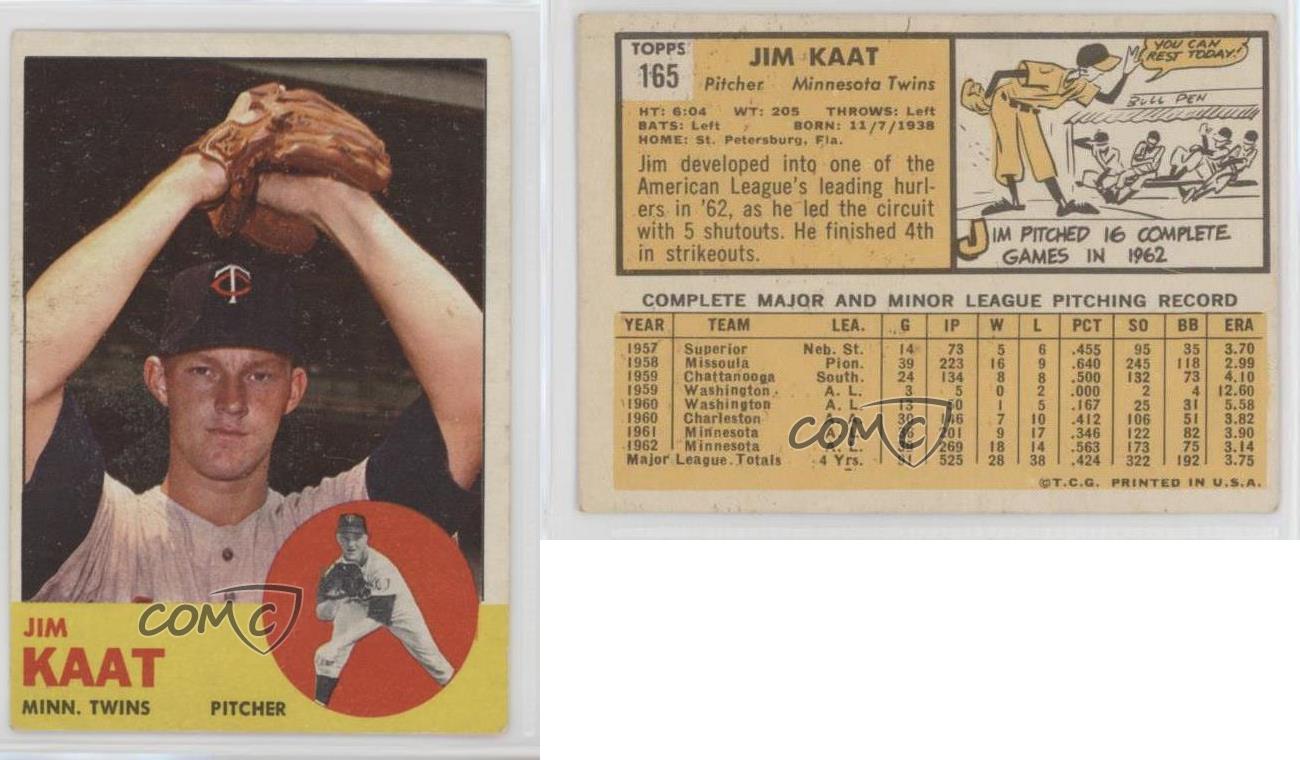 JIM
KAAT
MINN. TWINS PITCHER
COMC
TOPPS
165
JIM KAAT
Pitcher Minnesota Twins
HT: 6:04 WT: 205 THROWS: Left
BATS: Left BORN: 11/7/1938
HOME: St. Petersburg, Fla.
Jim developed into one of the
American League's leading hurl-
ers in '62, as he led the circuit
with 5 shutouts. He finished 4th
in strikeouts.
YOU CAN
REST TODAY!
BULL PEN
JIM PITCHED 16 COMPLETE
GAMES IN 1962
COMPLETE MAJOR AND MINOR LEAGUE PITCHING RECORD
YEAR TEAM LEA. G IP W L PCT SO BB ERA
1957 Superior Neb. St. 14 73 5 6 .455 95 35 3.70
1958 Missoula Pion. 39 223 16 9 .640 245 118 2.99
1959 Chattanooga South. 24 134 8 8 .500 132 73 4.10
1959 Washington A. L. 3 5 0 2 .000 2 4 12.60
1960 Washington A. L. 13 50 1 5 .167 25 31 5.58
1960 Charleston 7 10 .412 106 51 3.82
1961 Minnesota 201 9 17 .346 122 82 3.90
1962 Minnesota 269 18 14 .563 173 75 3.14
Major League Totals 4 Yrs. 91 525 28 38 .424 322 192 3.75
COMC
©T.C.G. PRINTED IN U.S.A.